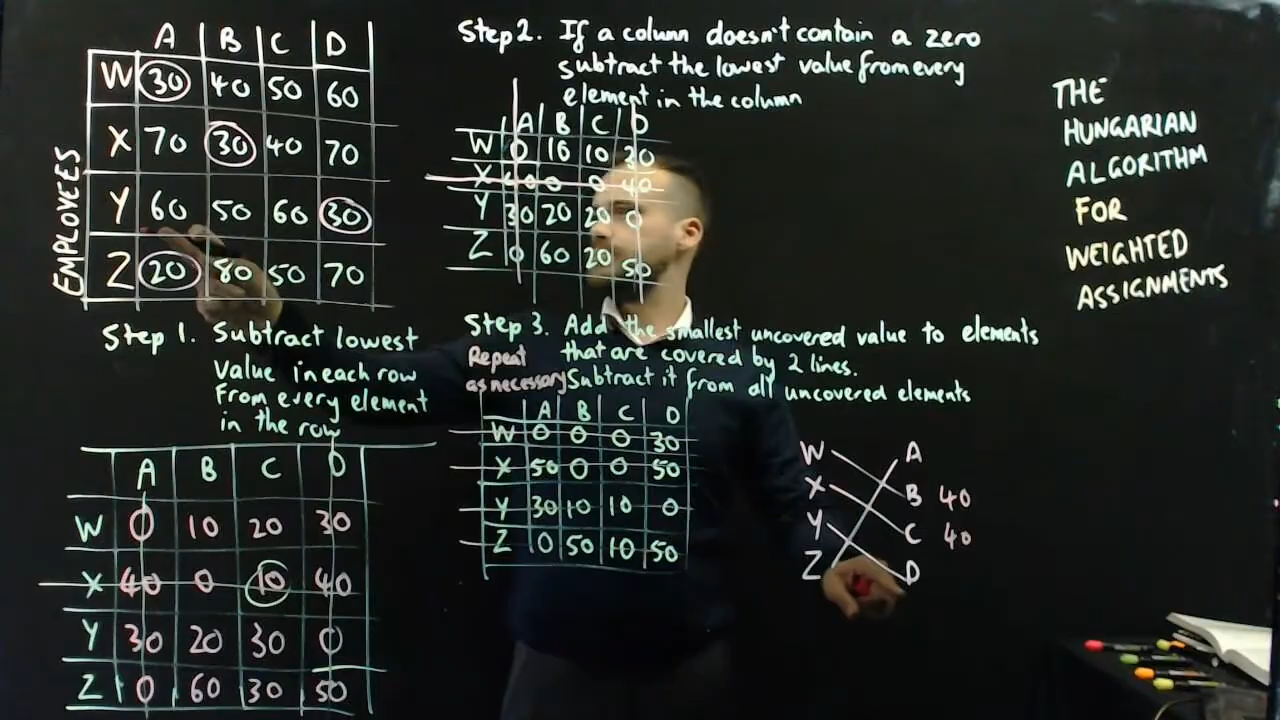 A B C D
EMPLOYEES
W 30 40 50 60
X 70 30 40 70
Y 60 50 60 30
Z 20 80 50 70
Step 1. Subtract lowest
Value in each row
From every element
in the row
A B C D
W 0 10 20 30
X 40 0 10 40
Y 30 20 30 0
Z 0 60 30 50
Step 2. If a column doesn't contain a zero
subtract the lowest value from every
element in the column
A B C D
W 0 10 10 30
X 0 0 40
Y 30 20 20 0
Z 0 60 20 50
Step 3. Add the smallest uncovered value to elements
Repeat that are covered by 2 lines.
as necessary Subtract it from all uncovered elements
A B C D
W 0 0 0 30
X 50 0 0 50
Y 30 10 10 0
Z 0 50 10 50
W A
X B 40
Y C 40
Z D
THE
HUNGARIAN
ALGORITHM
FOR
WEIGHTED
ASSIGNMENTS